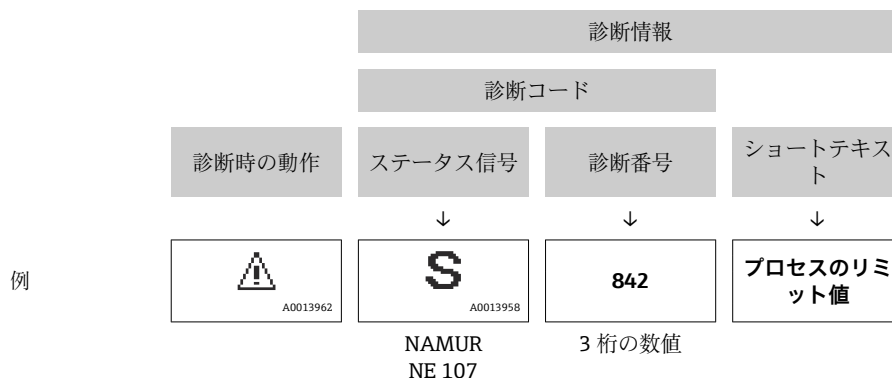 診断情報
診断コード
診断時の動作 ステータス信号 診断番号 ショートテキス
ト
↓ ↓ ↓
例 S 842 プロセスのリミ
ット値
A0013962 A0013958
NAMUR 3 桁の数値
NE 107